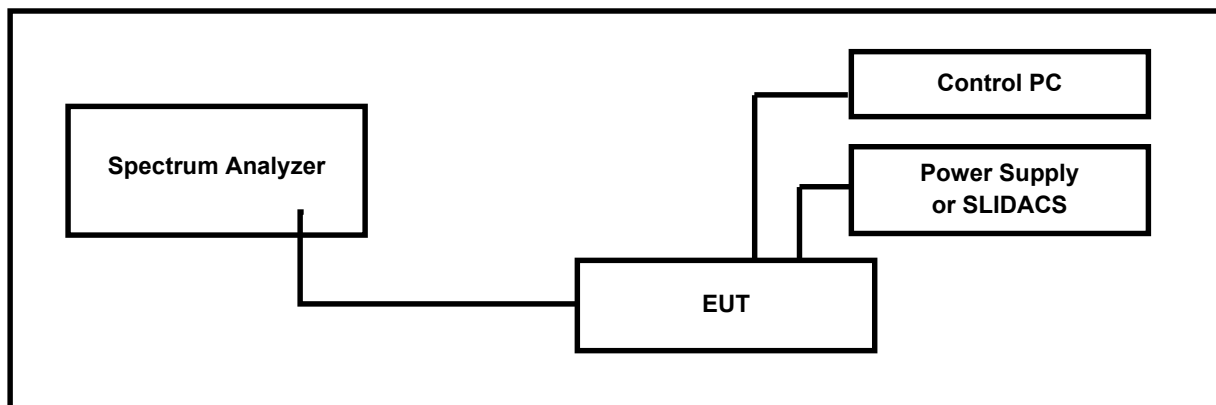 Control PC
Spectrum Analyzer
Power Supply
or SLIDACS
EUT